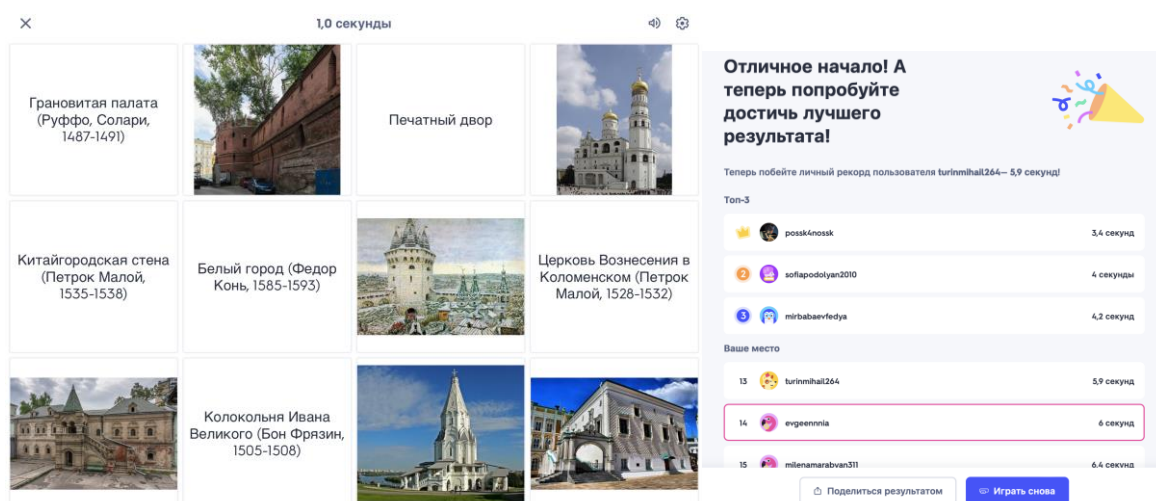 1,0 секунды
Грановитая палата
(Руффо, Солари,
1487-1491)
Печатный двор
Китайгородская стена
(Петрок Малой,
1535-1538)
Белый город (Федор
Конь, 1585-1593)
Церковь Вознесения в
Коломенском (Петрок
Малой, 1528-1532)
Колокольня Ивана
Великого (Бон Фрязин,
1505-1508)
Отличное начало! А
теперь попробуйте
достичь лучшего
результата!
Теперь побейте личный рекорд пользователя turinmihail264— 5,9 секунд!
Топ-3
possk4nossk 3,4 секунд
2 sofiapodolyan2010 4 секунды
3 mirbabaevfedya 4,2 секунд
Ваше место
13 turinmihail264 5,9 секунд
14 evgeennnia 6 секунд
15 milenamarabyan311 6,4 секунд
Поделиться результатом
Играть снова